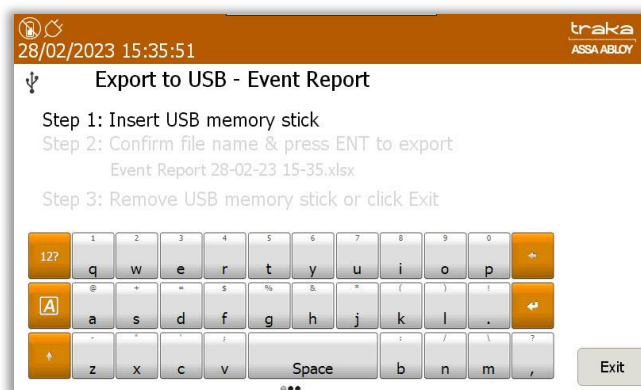 traka
28/02/2023 15:35:51
ASSA ABLOY
Export to USB - Event Report
Step 1: Insert USB memory stick
Step 2: Confirm file name & press ENT to export
Event Report 28-02-23 15-35.xlsx
Step 3: Remove USB memory stick or click Exit
1 2 3 4 5 6 7 8 9 0
12? q w e r t y u i o p
@ + = $ % & * ( ) !
A a s d f g h j k l .
- " ' ; : / \ ?
z x c v Space b n m ,
Exit